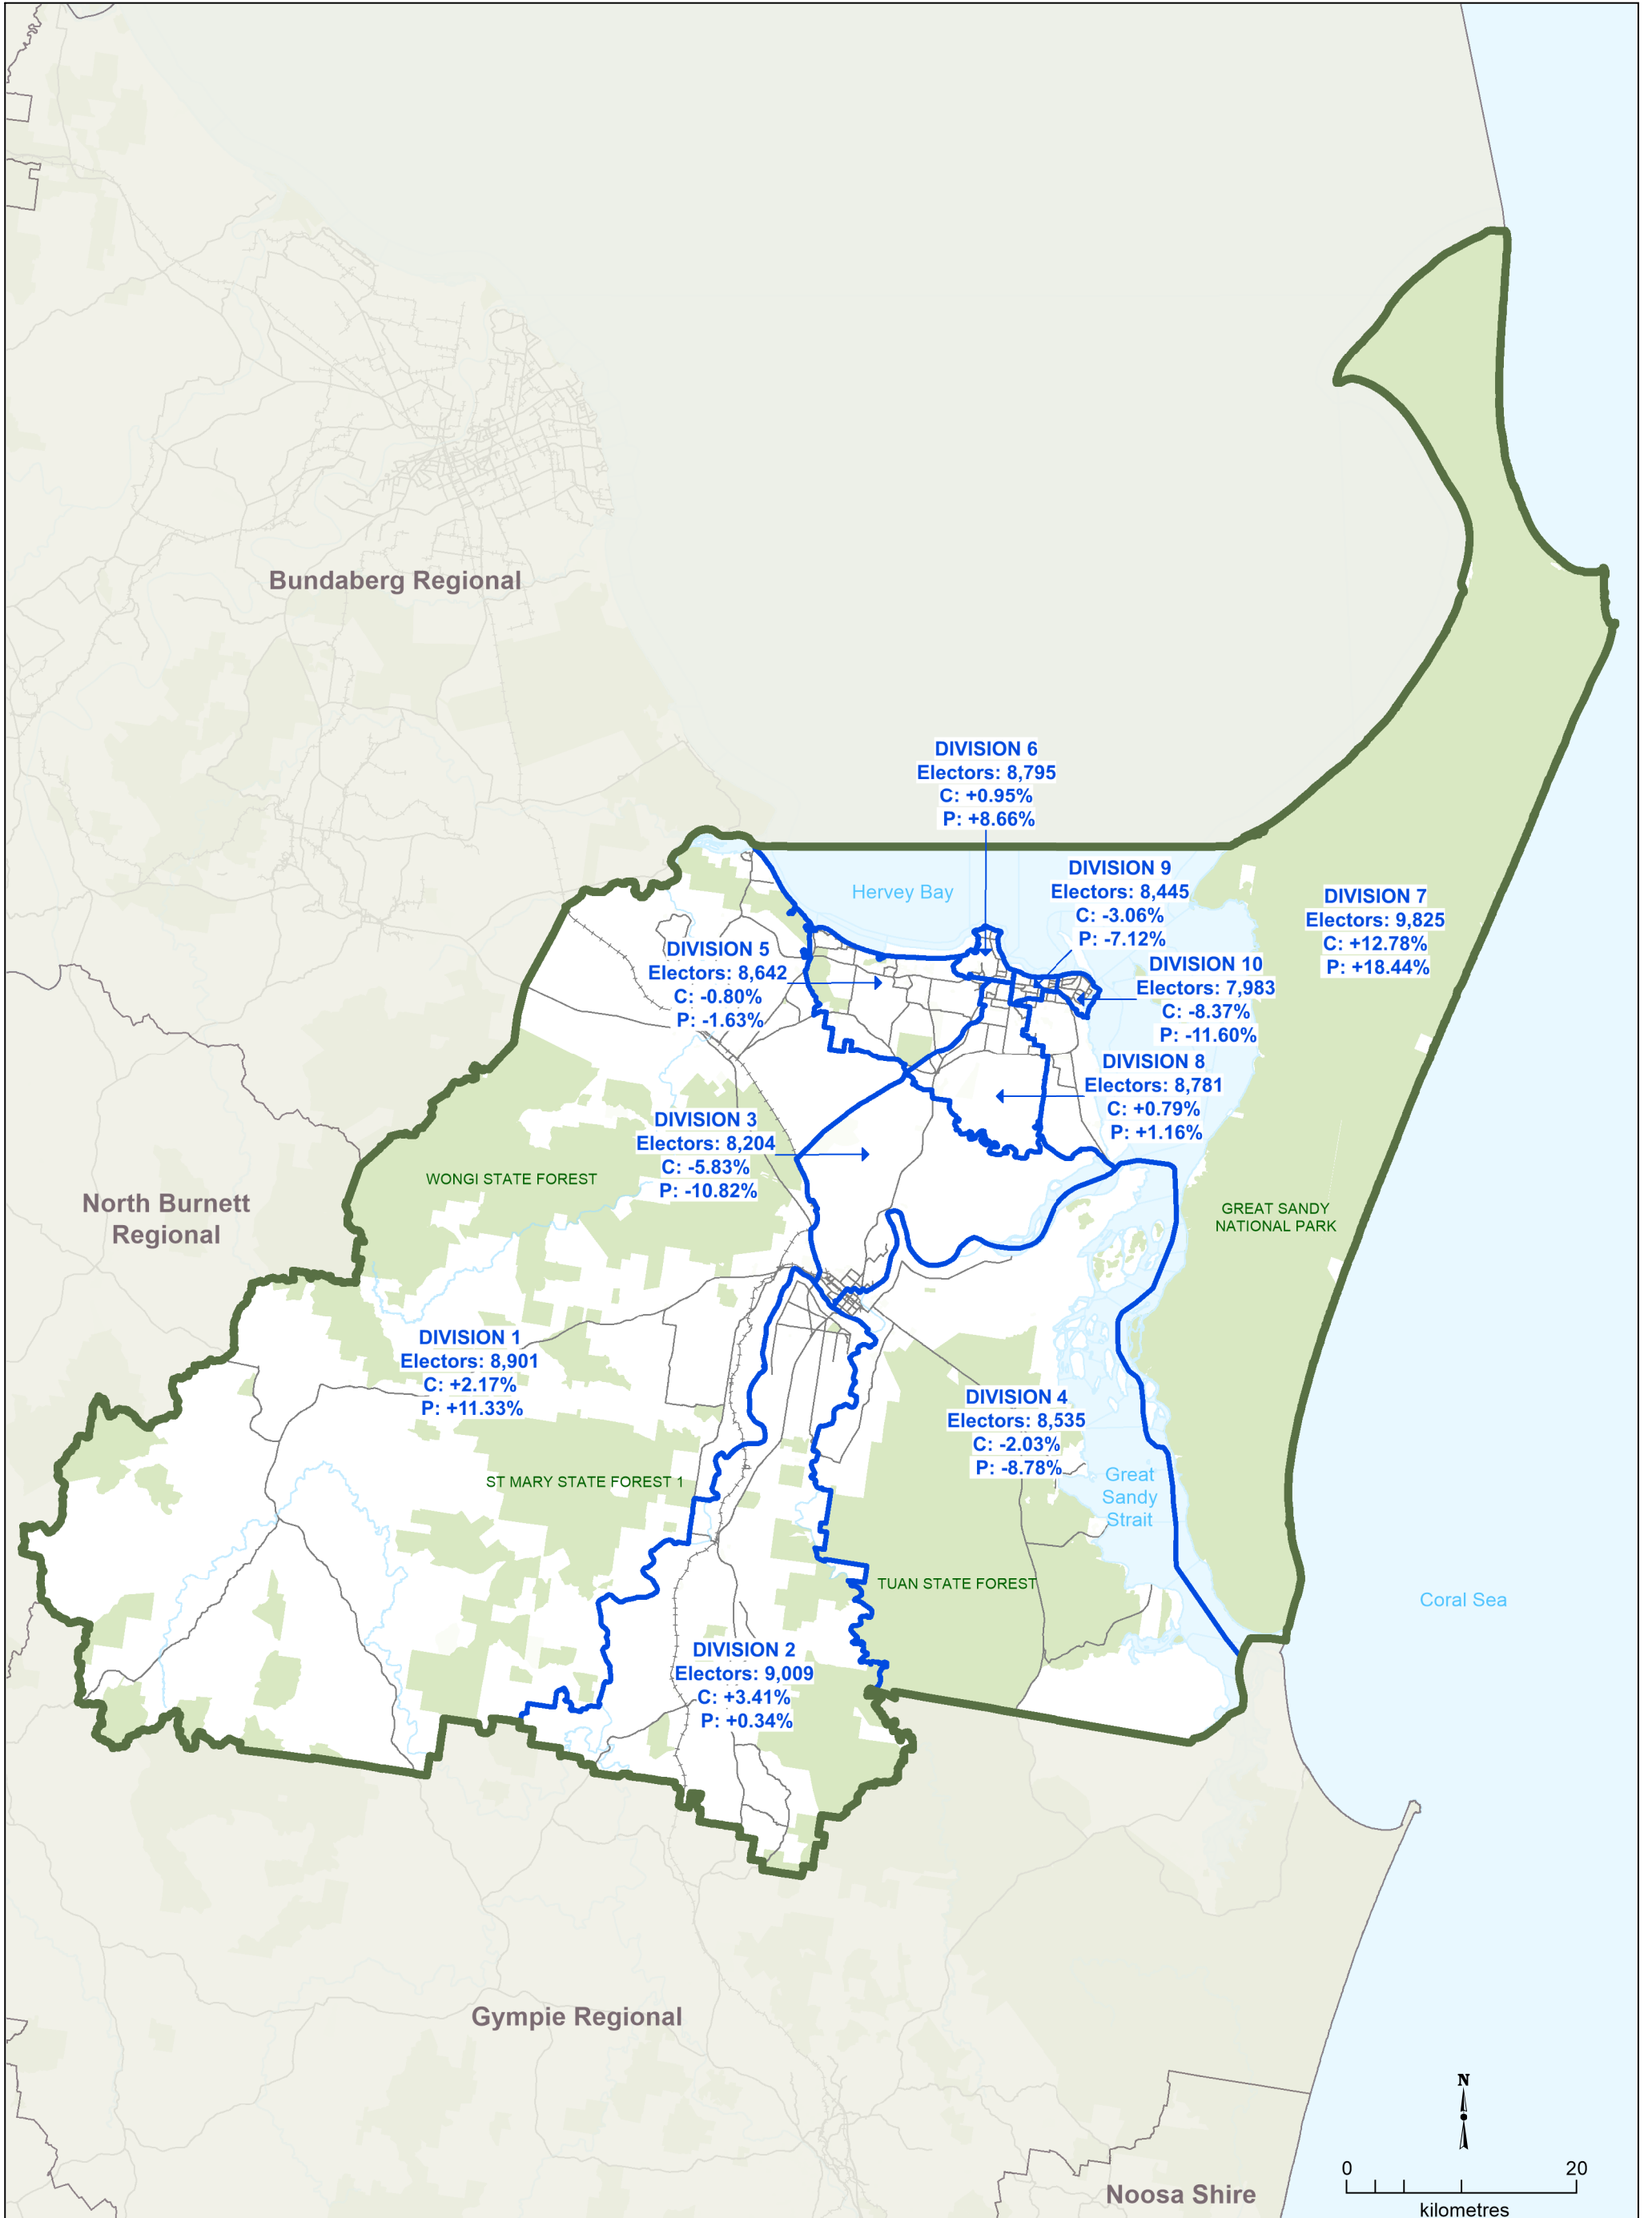 Bundaberg Regional
DIVISION 6
Electors: 8,795
C: +0.95%
P: +8.66%
Hervey Bay
DIVISION 9
Electors: 8,445
C: -3.06%
P: -7.12%
DIVISION 7
Electors: 9,825
C: +12.78%
P: +18.44%
DIVISION 5
Electors: 8,642
C: -0.80%
P: -1.63%
DIVISION 10
Electors: 7,983
C: -8.37%
P: -11.60%
DIVISION 8
Electors: 8,781
C: +0.79%
P: +1.16%
DIVISION 3
Electors: 8,204
C: -5.83%
P: -10.82%
WONGI STATE FOREST
North Burnett
Regional
GREAT SANDY
NATIONAL PARK
DIVISION 1
Electors: 8,901
C: +2.17%
P: +11.33%
DIVISION 4
Electors: 8,535
C: -2.03%
P: -8.78%
ST MARY STATE FOREST 1
Great
Sandy
Strait
TUAN STATE FOREST
Coral Sea
DIVISION 2
Electors: 9,009
C: +3.41%
P: +0.34%
Gympie Regional
Noosa Shire
N
0 20
kilometres